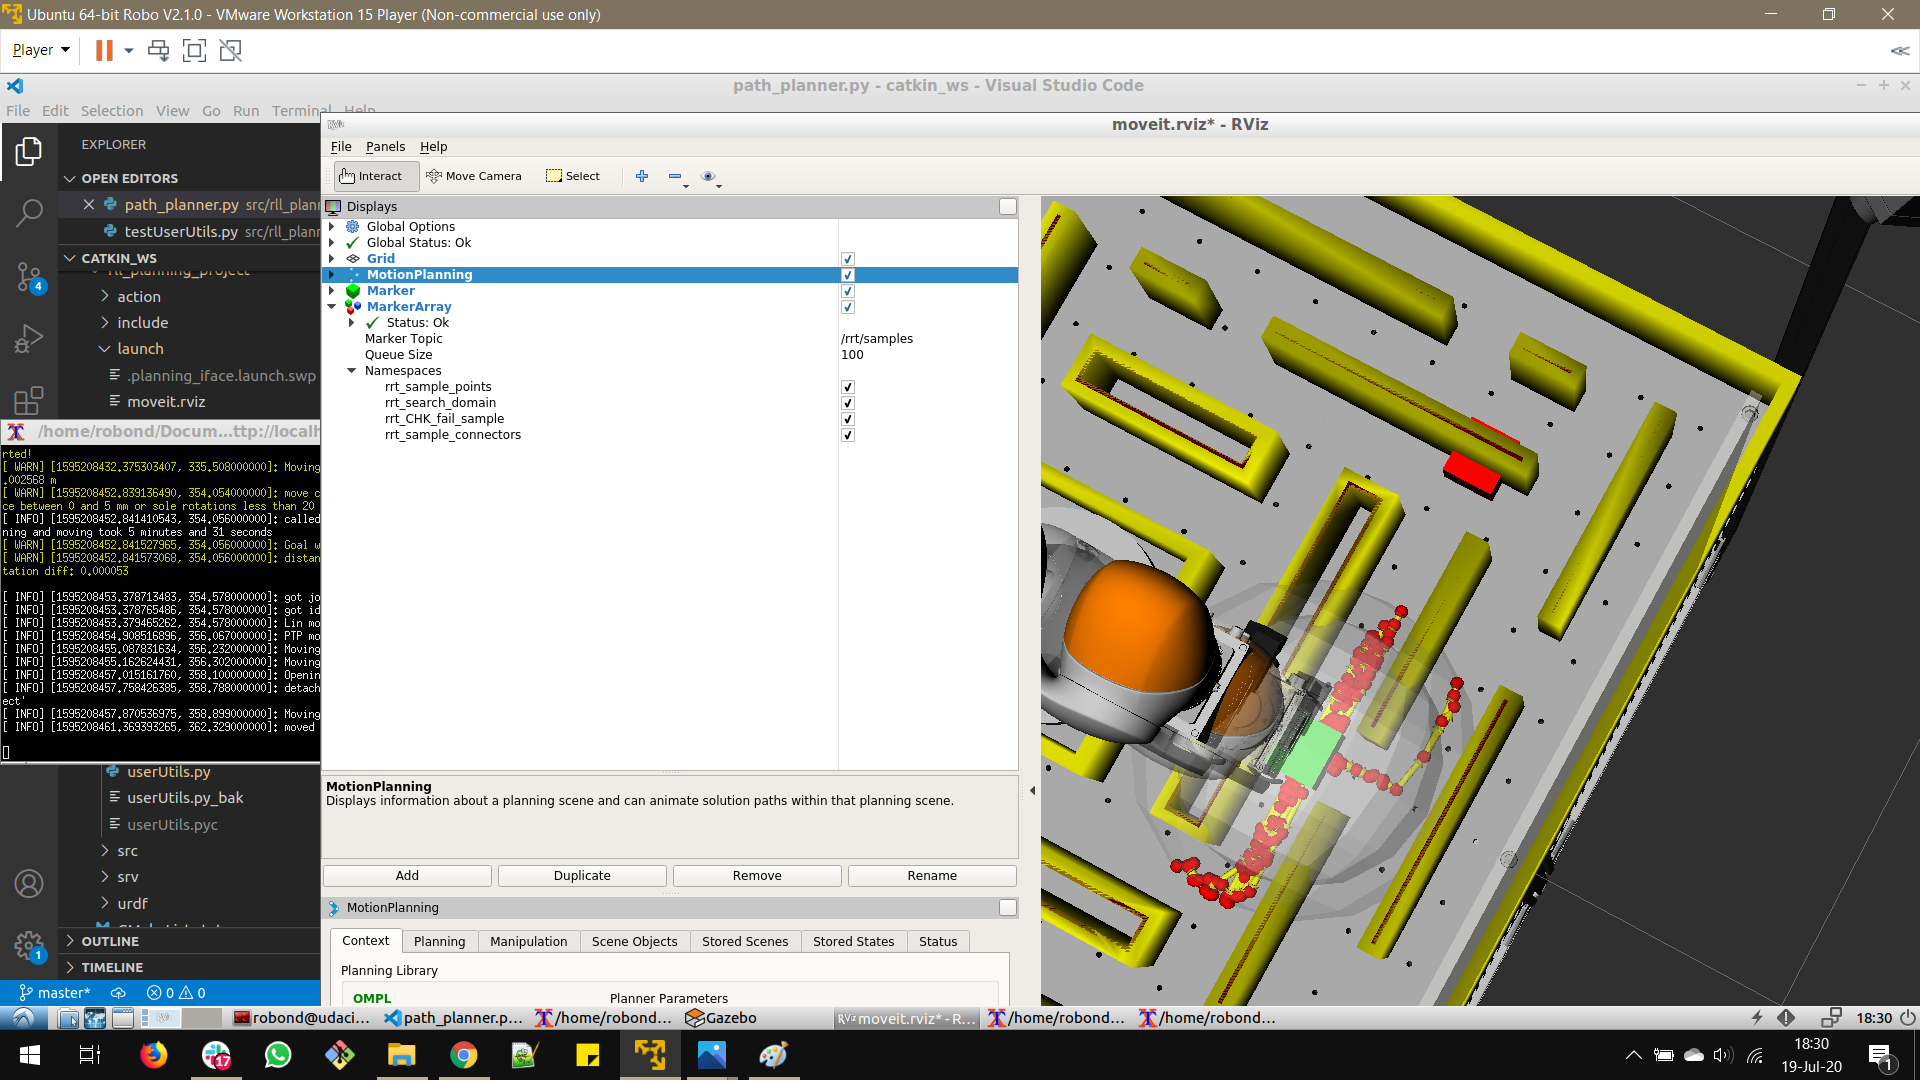 Ubuntu 64-bit Robo V2.1.0 - VMware Workstation 15 Player (Non-commercial use only)
Player
path_planner.py - catkin_ws - Visual Studio Code
File Edit Selection View Go Run Terminal Help
EXPLORER
OPEN EDITORS
path_planner.py src/rll_plann
testUserUtils.py src/rll_plann
CATKIN_WS
rll_planning_project
action
include
launch
.planning_iface.launch.swp
moveit.rviz
4
/home/robond/Docum...ttp://localh
rted!
[ WARN] [1595208432.375303407, 335.508000000]: Moving
.002568 m
[ WARN] [1595208452.839136490, 354.054000000]: move c
ce between 0 and 5 mm or sole rotations less than 20
[ INFO] [1595208452.841410543, 354.056000000]: called
ning and moving took 5 minutes and 31 seconds
[ WARN] [1595208452.841527965, 354.056000000]: Goal w
[ WARN] [1595208452.841573068, 354.056000000]: distan
tation diff: 0.000053
[ INFO] [1595208453.378713483, 354.578000000]: got jo
[ INFO] [1595208453.378765486, 354.578000000]: got id
[ INFO] [1595208453.379465262, 354.578000000]: Lin mo
[ INFO] [1595208454.908516896, 356.067000000]: PTP mo
[ INFO] [1595208455.087831634, 356.232000000]: Moving
[ INFO] [1595208455.162624431, 356.302000000]: Moving
[ INFO] [1595208457.015161760, 358.100000000]: Openin
[ INFO] [1595208457.758426385, 358.788000000]: detach
ect'
[ INFO] [1595208457.870536975, 358.899000000]: Moving
[ INFO] [1595208461.369393265, 362.329000000]: moved
userUtils.py
userUtils.py_bak
userUtils.pyc
src
srv
urdf
OUTLINE
TIMELINE
1
master* 0 0
moveit.rviz* - RViz
File Panels Help
Interact Move Camera Select
Displays
Global Options
Global Status: Ok
Grid
MotionPlanning
Marker
MarkerArray
Status: Ok
Marker Topic /rrt/samples
Queue Size 100
Namespaces
rrt_sample_points
rrt_search_domain
rrt_CHK_fail_sample
rrt_sample_connectors
MotionPlanning
Displays information about a planning scene and can animate solution paths within that planning scene.
Add Duplicate Remove Rename
MotionPlanning
Context Planning Manipulation Scene Objects Stored Scenes Stored States Status
Planning Library
OMPL Planner Parameters
robond@udaci... path_planner.p... /home/robond... Gazebo moveit.rviz* - R... /home/robond... /home/robond... 18:30
17
18:30
19-Jul-20
1